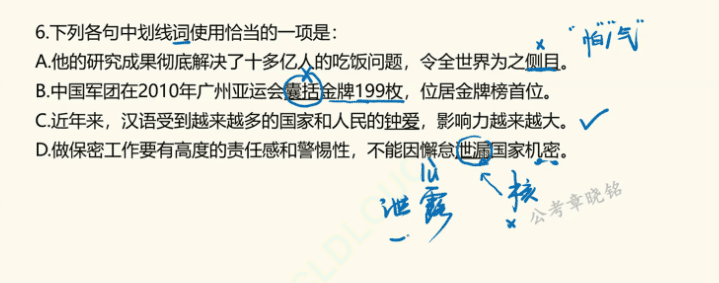 6.下列各句中划线词使用恰当的一项是：
A.他的研究成果彻底解决了十多亿人的吃饭问题，令全世界为之侧目。
“怕/气”
B.中国军团在2010年广州亚运会囊括金牌199枚，位居金牌榜首位。
C.近年来，汉语受到越来越多的国家和人民的钟爱，影响力越来越大。
D.做保密工作要有高度的责任感和警惕性，不能因懈怠泄漏国家机密。
泄露
核
公考章晓铭